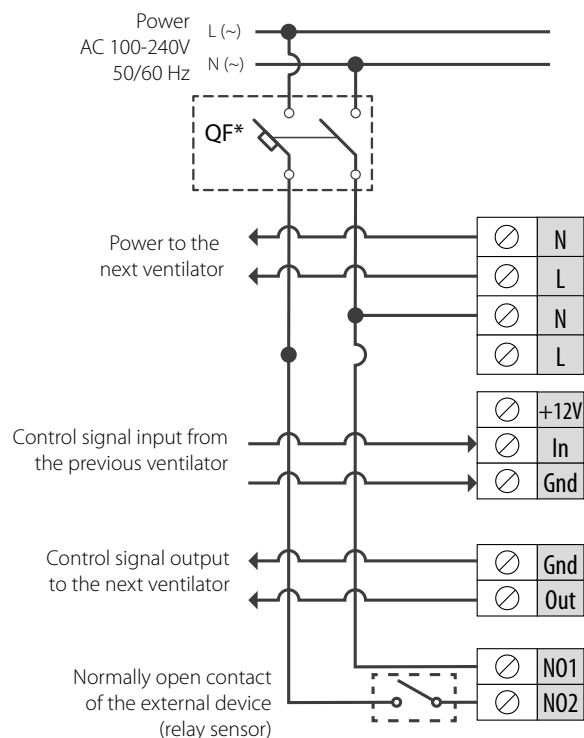 Power
AC 100-240V
50/60 Hz
L (~)
N (~)
QF*
Power to the
next ventilator
N
L
N
L
+12V
Control signal input from
the previous ventilator
In
Gnd
Control signal output
to the next ventilator
Gnd
Out
Normally open contact
of the external device
(relay sensor)
NO1
NO2